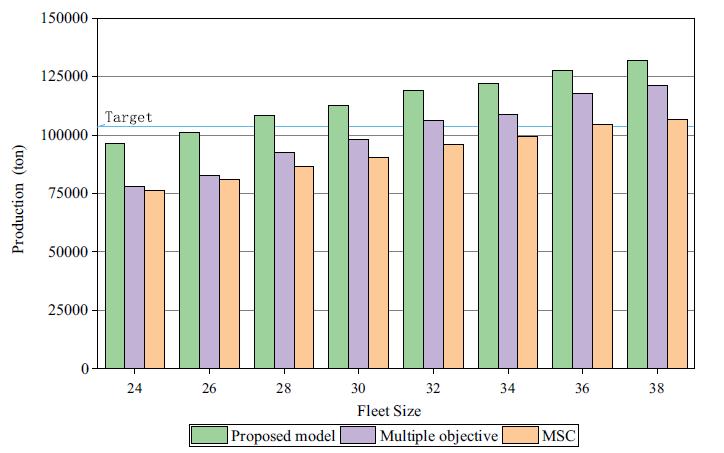 150000
125000
100000
75000
50000
25000
0
Production (ton)
Target
24 26 28 30 32 34 36 38
Fleet Size
Proposed model Multiple objective MSC